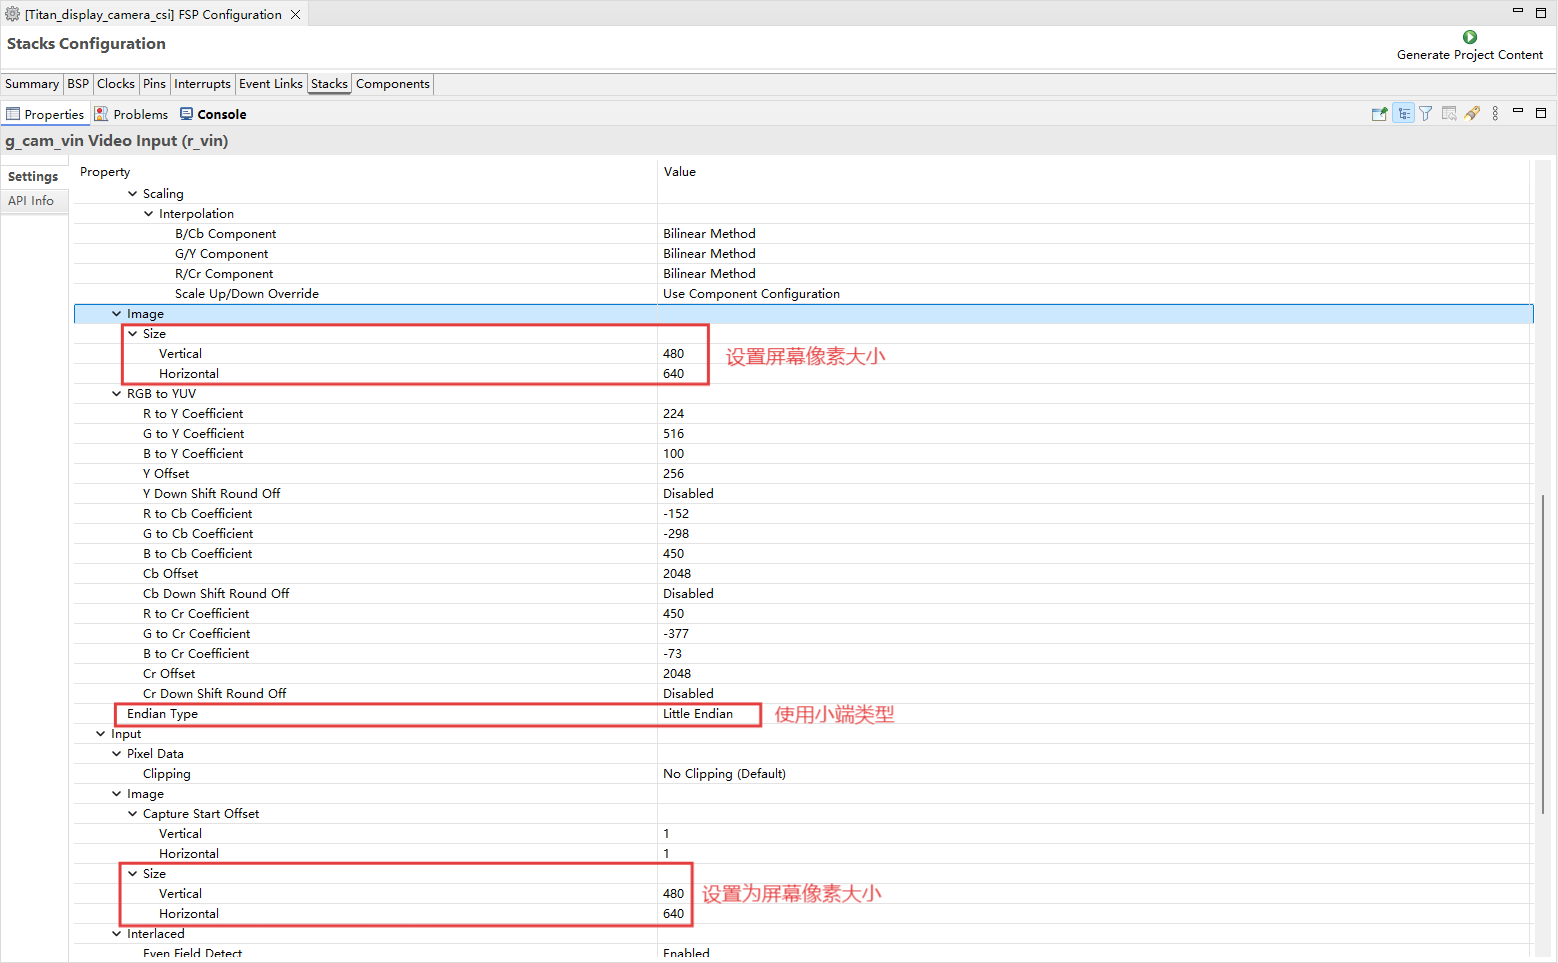 [Titan_display_camera_csi] FSP Configuration
Stacks Configuration
Generate Project Content
Summary BSP Clocks Pins Interrupts Event Links Stacks Components
Properties Problems Console
g_cam_vin Video Input (r_vin)
Settings
API Info
Property Value
Scaling
Interpolation
B/Cb Component Bilinear Method
G/Y Component Bilinear Method
R/Cr Component Bilinear Method
Scale Up/Down Override Use Component Configuration
Image
Size
Vertical 480
设置屏幕像素大小
Horizontal 640
RGB to YUV
R to Y Coefficient 224
G to Y Coefficient 516
B to Y Coefficient 100
Y Offset 256
Y Down Shift Round Off Disabled
R to Cb Coefficient -152
G to Cb Coefficient -298
B to Cb Coefficient 450
Cb Offset 2048
Cb Down Shift Round Off Disabled
R to Cr Coefficient 450
G to Cr Coefficient -377
B to Cr Coefficient -73
Cr Offset 2048
Cr Down Shift Round Off Disabled
Endian Type Little Endian 使用小端类型
Input
Pixel Data
Clipping No Clipping (Default)
Image
Capture Start Offset
Vertical 1
Horizontal 1
Size
Vertical 480 设置为屏幕像素大小
Horizontal 640
Interlaced
Even Field Detect Enabled